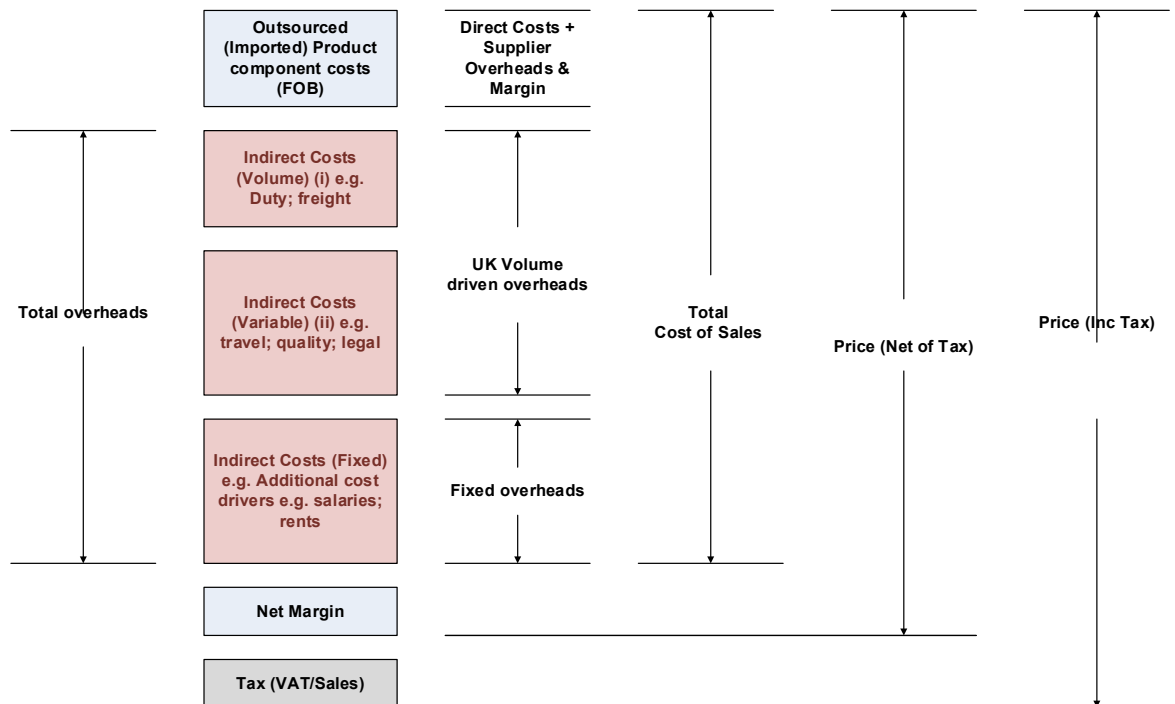 Outsourced
(Imported) Product
component costs
(FOB)
Direct Costs +
Supplier
Overheads &
Margin
Indirect Costs
(Volume) (i) e.g.
Duty; freight
UK Volume
driven overheads
Total overheads
Indirect Costs
(Variable) (ii) e.g.
travel; quality; legal
Total
Cost of Sales
Price (Net of Tax)
Price (Inc Tax)
Indirect Costs (Fixed)
e.g. Additional cost
drivers e.g. salaries;
rents
Fixed overheads
Net Margin
Tax (VAT/Sales)